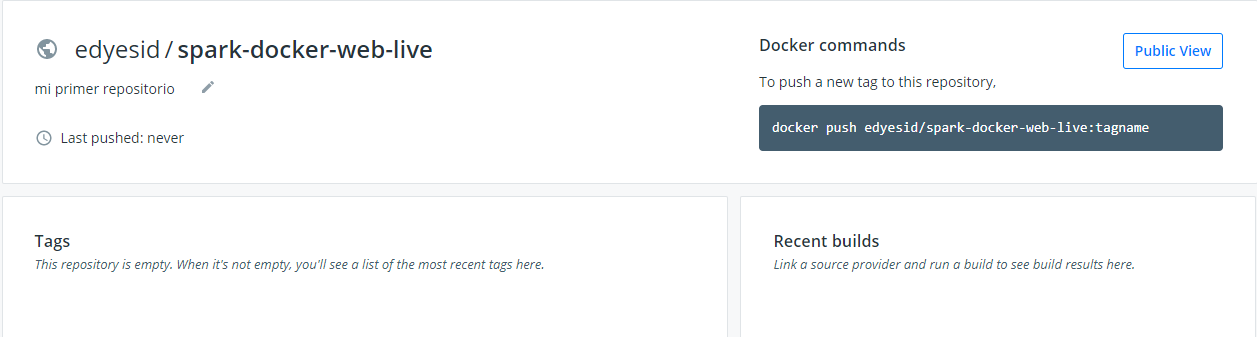 edyesid / spark-docker-web-live
mi primer repositorio
Last pushed: never
Docker commands
Public View
To push a new tag to this repository,
docker push edyesid/spark-docker-web-live:tagname
Tags
This repository is empty. When it's not empty, you'll see a list of the most recent tags here.
Recent builds
Link a source provider and run a build to see build results here.